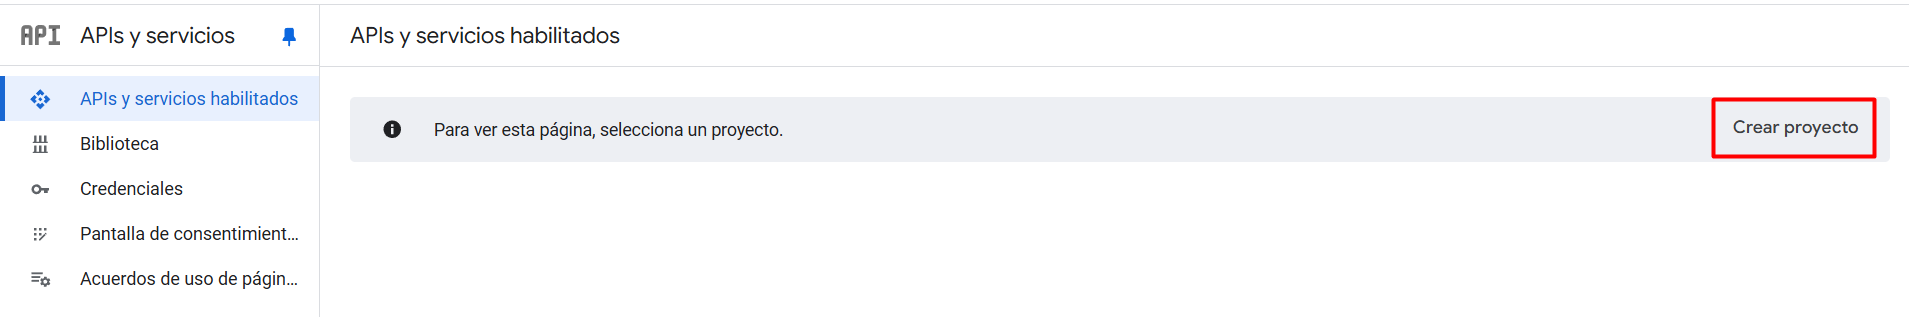 API APIs y servicios
APIs y servicios habilitados
APIs y servicios habilitados
Biblioteca
Credenciales
Pantalla de consentimient...
Acuerdos de uso de págin...
Para ver esta página, selecciona un proyecto.
Crear proyecto